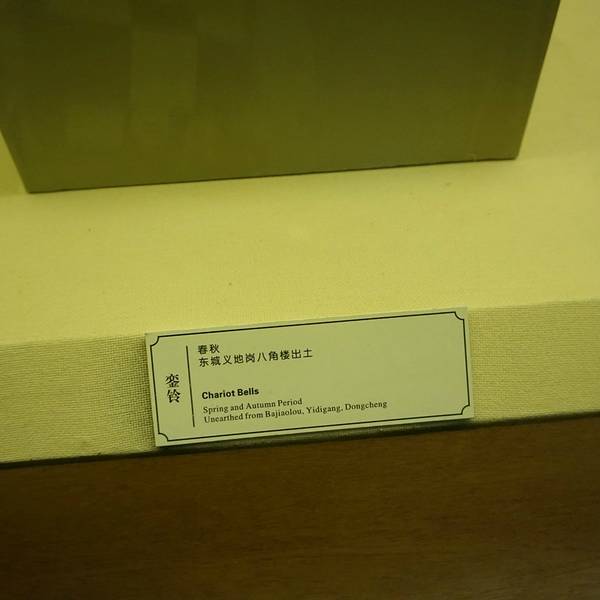 銮铃
春秋
东城义地岗八角楼出土
Chariot Bells
Spring and Autumn Period
Unearthed from Bajiaolou, Yidigang, Dongcheng